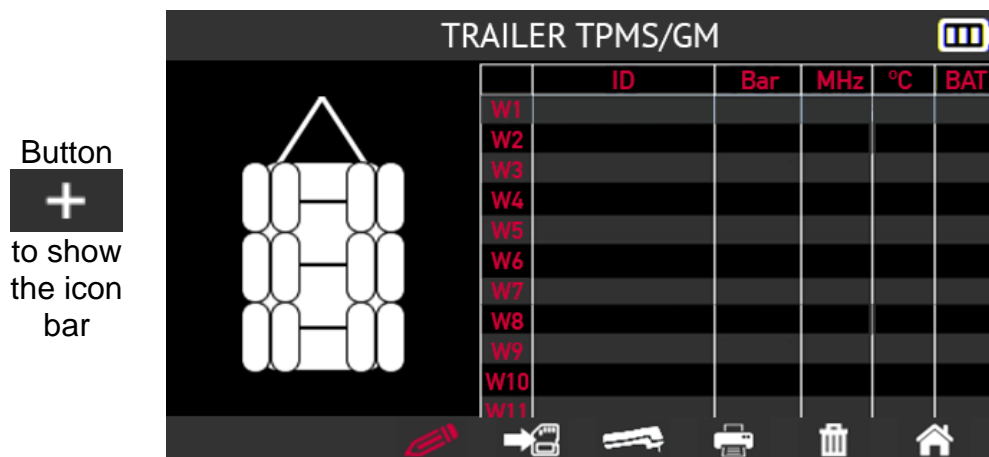 TRAILER TPMS/GM
Button
to show
the icon
bar
ID Bar MHz °C BAT
W1
W2
W3
W4
W5
W6
W7
W8
W9
W10
W11